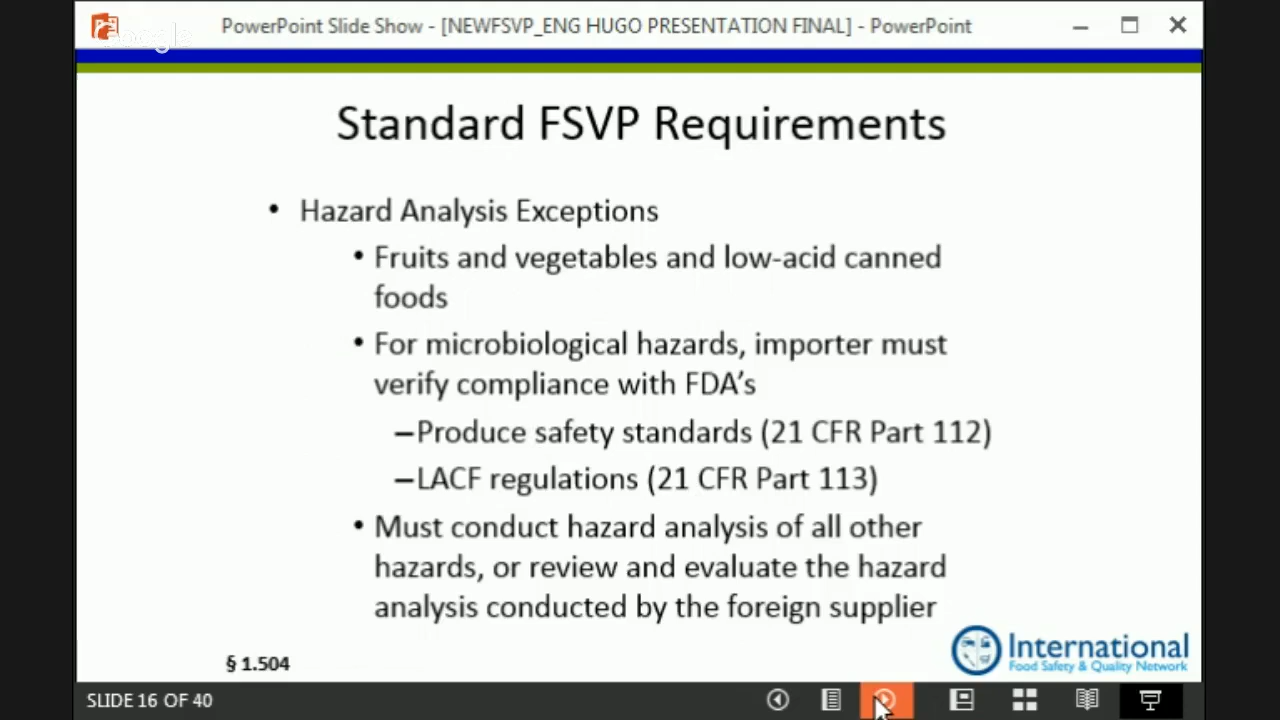 Google
PowerPoint Slide Show - [NEWFSVP_ENG HUGO PRESENTATION FINAL] - PowerPoint
Standard FSVP Requirements
• Hazard Analysis Exceptions
• Fruits and vegetables and low-acid canned
foods
• For microbiological hazards, importer must
verify compliance with FDA’s
–Produce safety standards (21 CFR Part 112)
–LACF regulations (21 CFR Part 113)
• Must conduct hazard analysis of all other
hazards, or review and evaluate the hazard
analysis conducted by the foreign supplier
International
Food Safety & Quality Network
§ 1.504
SLIDE 16 OF 40